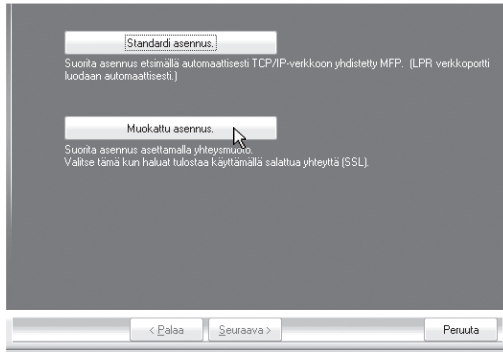 Standardi asennus.
Suorita asennus etsimällä automaattisesti TCP/IP-verkkoon yhdistetty MFP. (LPR verkkoportti
luodaan automaattisesti.)
Muokattu asennus.
Suorita asennus asettamalla yhteysmuoto.
Valitse tämä kun haluat tulostaa käyttämällä salattua yhteyttä (SSL).
< Palaa Seuraava > Peruuta